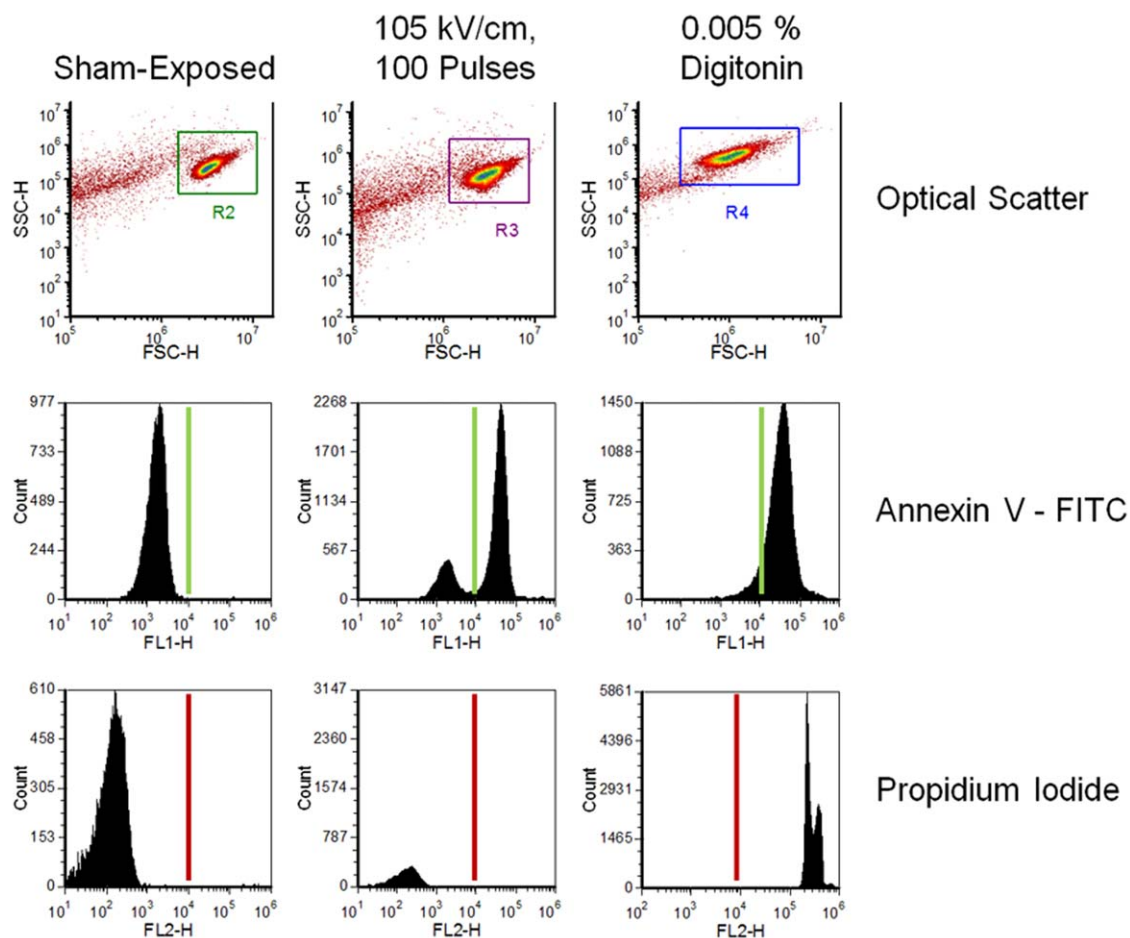 105 kV/cm, 0.005 %
Sham-Exposed 100 Pulses Digitonin
10^7 10^7 10^7
10^6 10^6 10^6
10^5 10^5 10^5
10^4 10^4 10^4
10^3 10^3 10^3
10^2 10^2 10^2
10^1 10^1
SSC-H SSC-H SSC-H
R2 R3 R4
Optical Scatter
10^5 10^6 10^7 10^5 10^6 10^7 10^5 10^6 10^7
FSC-H FSC-H FSC-H
977 2268 1450
733 1701 1088
489 1134 725
244 567 363
0 0 0
Count Count Count
Annexin V - FITC
10^1 10^2 10^3 10^4 10^5 10^6 10^1 10^2 10^3 10^4 10^5 10^6 10^1 10^2 10^3 10^4 10^5 10^6
FL1-H FL1-H FL1-H
610 3147 5861
458 2360 4396
305 1574 2931
153 787 1465
0 0 0
Count Count Count
Propidium Iodide
10^1 10^2 10^3 10^4 10^5 10^6 10^1 10^2 10^3 10^4 10^5 10^6 10^2 10^3 10^4 10^5 10^6
FL2-H FL2-H FL2-H